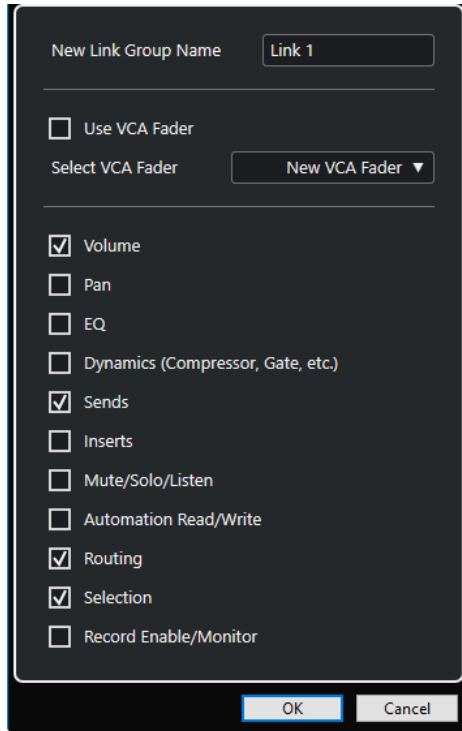 New Link Group Name Link 1
Use VCA Fader
Select VCA Fader New VCA Fader
Volume
Pan
EQ
Dynamics (Compressor, Gate, etc.)
Sends
Inserts
Mute/Solo/Listen
Automation Read/Write
Routing
Selection
Record Enable/Monitor
OK Cancel